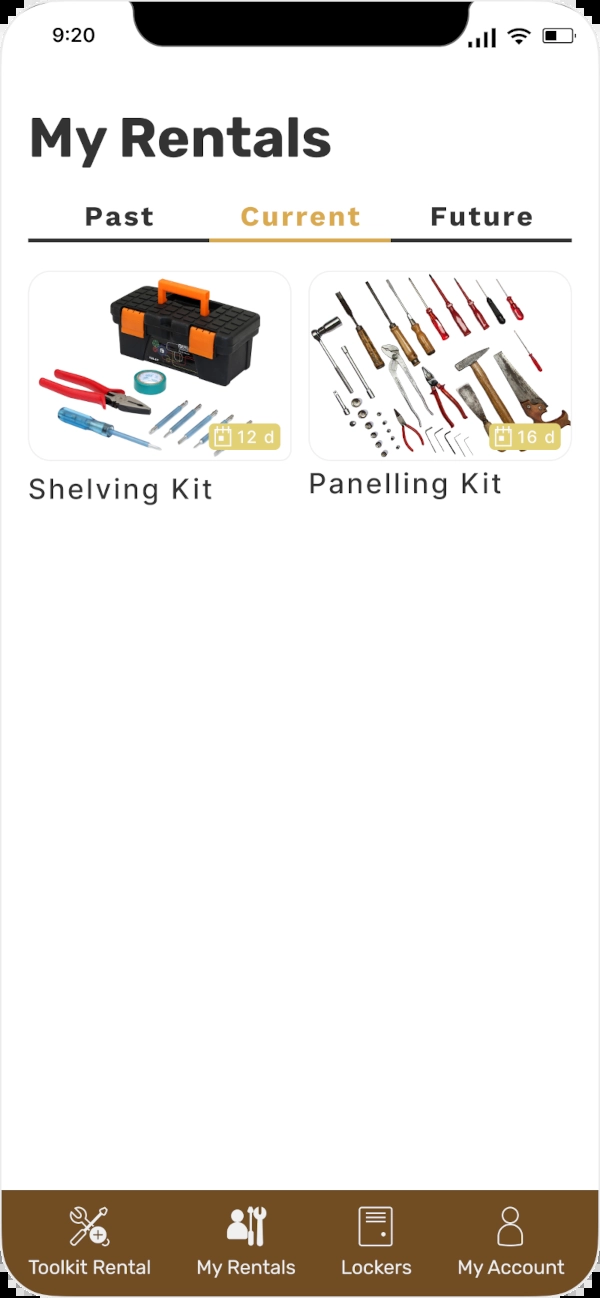 9:20
My Rentals
Past Current Future
12 d
16 d
Shelving Kit
Panelling Kit
Toolkit Rental My Rentals Lockers My Account